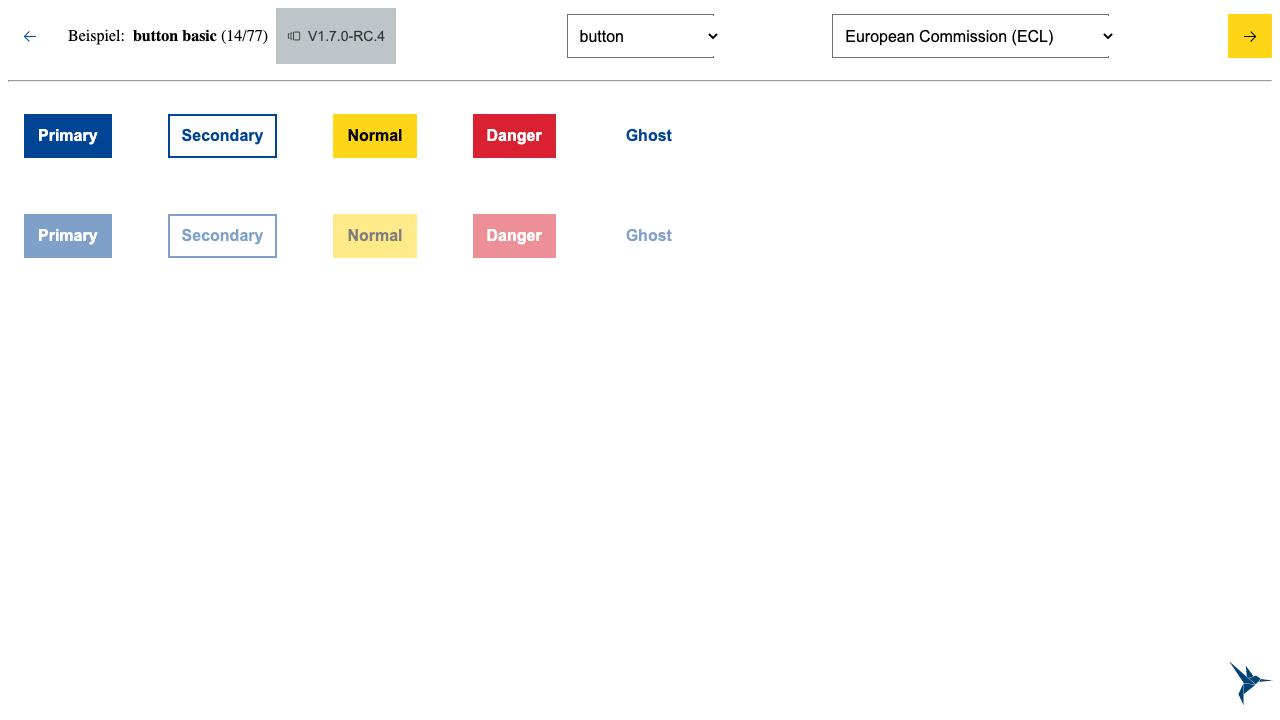 Beispiel: button basic (14/77) V1.7.0-RC.4 button European Commission (ECL)
Primary Secondary Normal Danger Ghost
Primary Secondary Normal Danger Ghost